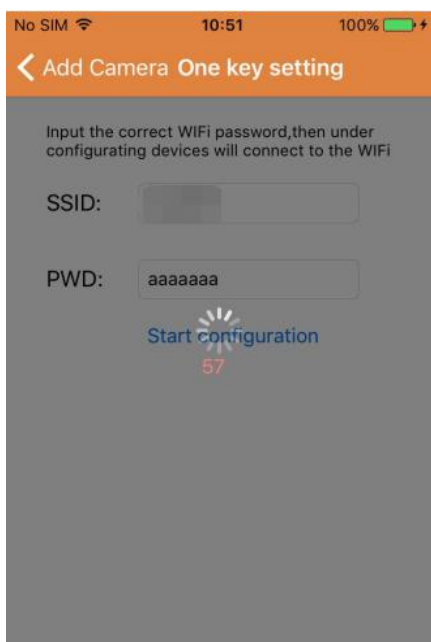 No SIM 10:51 100%
Add Camera One key setting
Input the correct WIFi password,then under
configurating devices will connect to the WIFi
SSID:
PWD: aaaaaaa
Start configuration
57